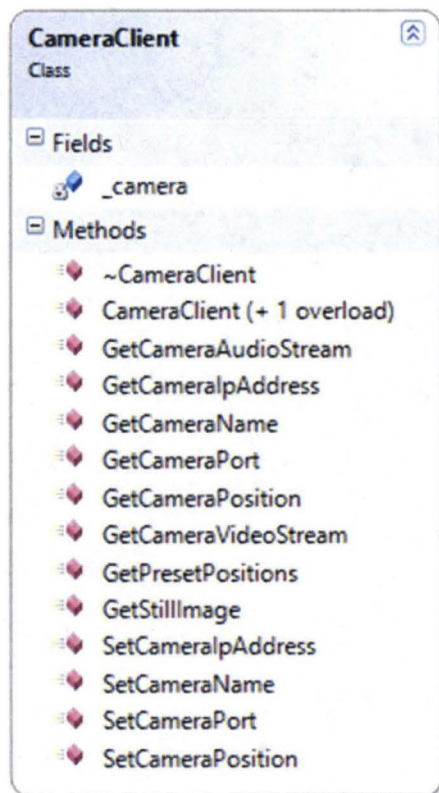 CameraClient
Class
Fields
_camera
Methods
~CameraClient
CameraClient (+ 1 overload)
GetCameraAudioStream
GetCameraIpAddress
GetCameraName
GetCameraPort
GetCameraPosition
GetCameraVideoStream
GetPresetPositions
GetStillImage
SetCameraIpAddress
SetCameraName
SetCameraPort
SetCameraPosition